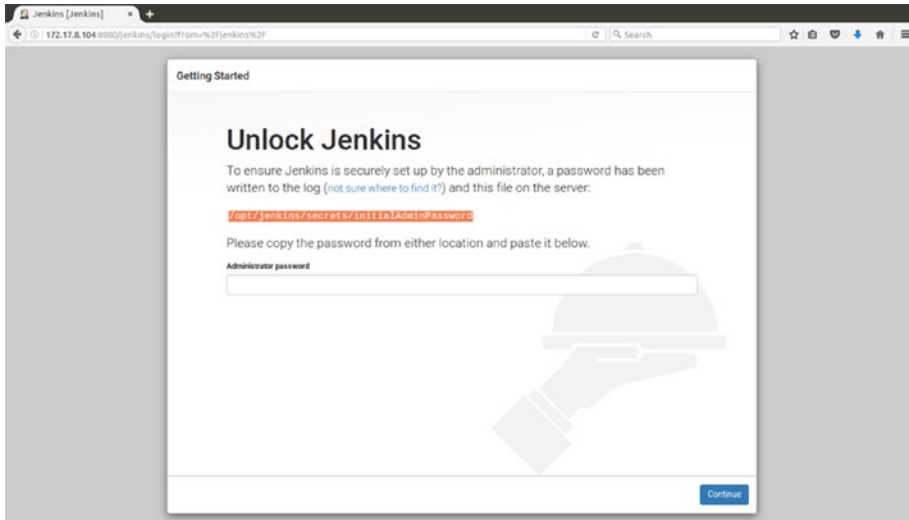 Jenkins [Jenkins]
172.17.8.104:8080/jenkins/login?from=%2Fjenkins%2F
Search
Getting Started
Unlock Jenkins
To ensure Jenkins is securely set up by the administrator, a password has been
written to the log (not sure where to find it?) and this file on the server:
/opt/jenkins/secrets/initialAdminPassword
Please copy the password from either location and paste it below.
Administrator password
Continue